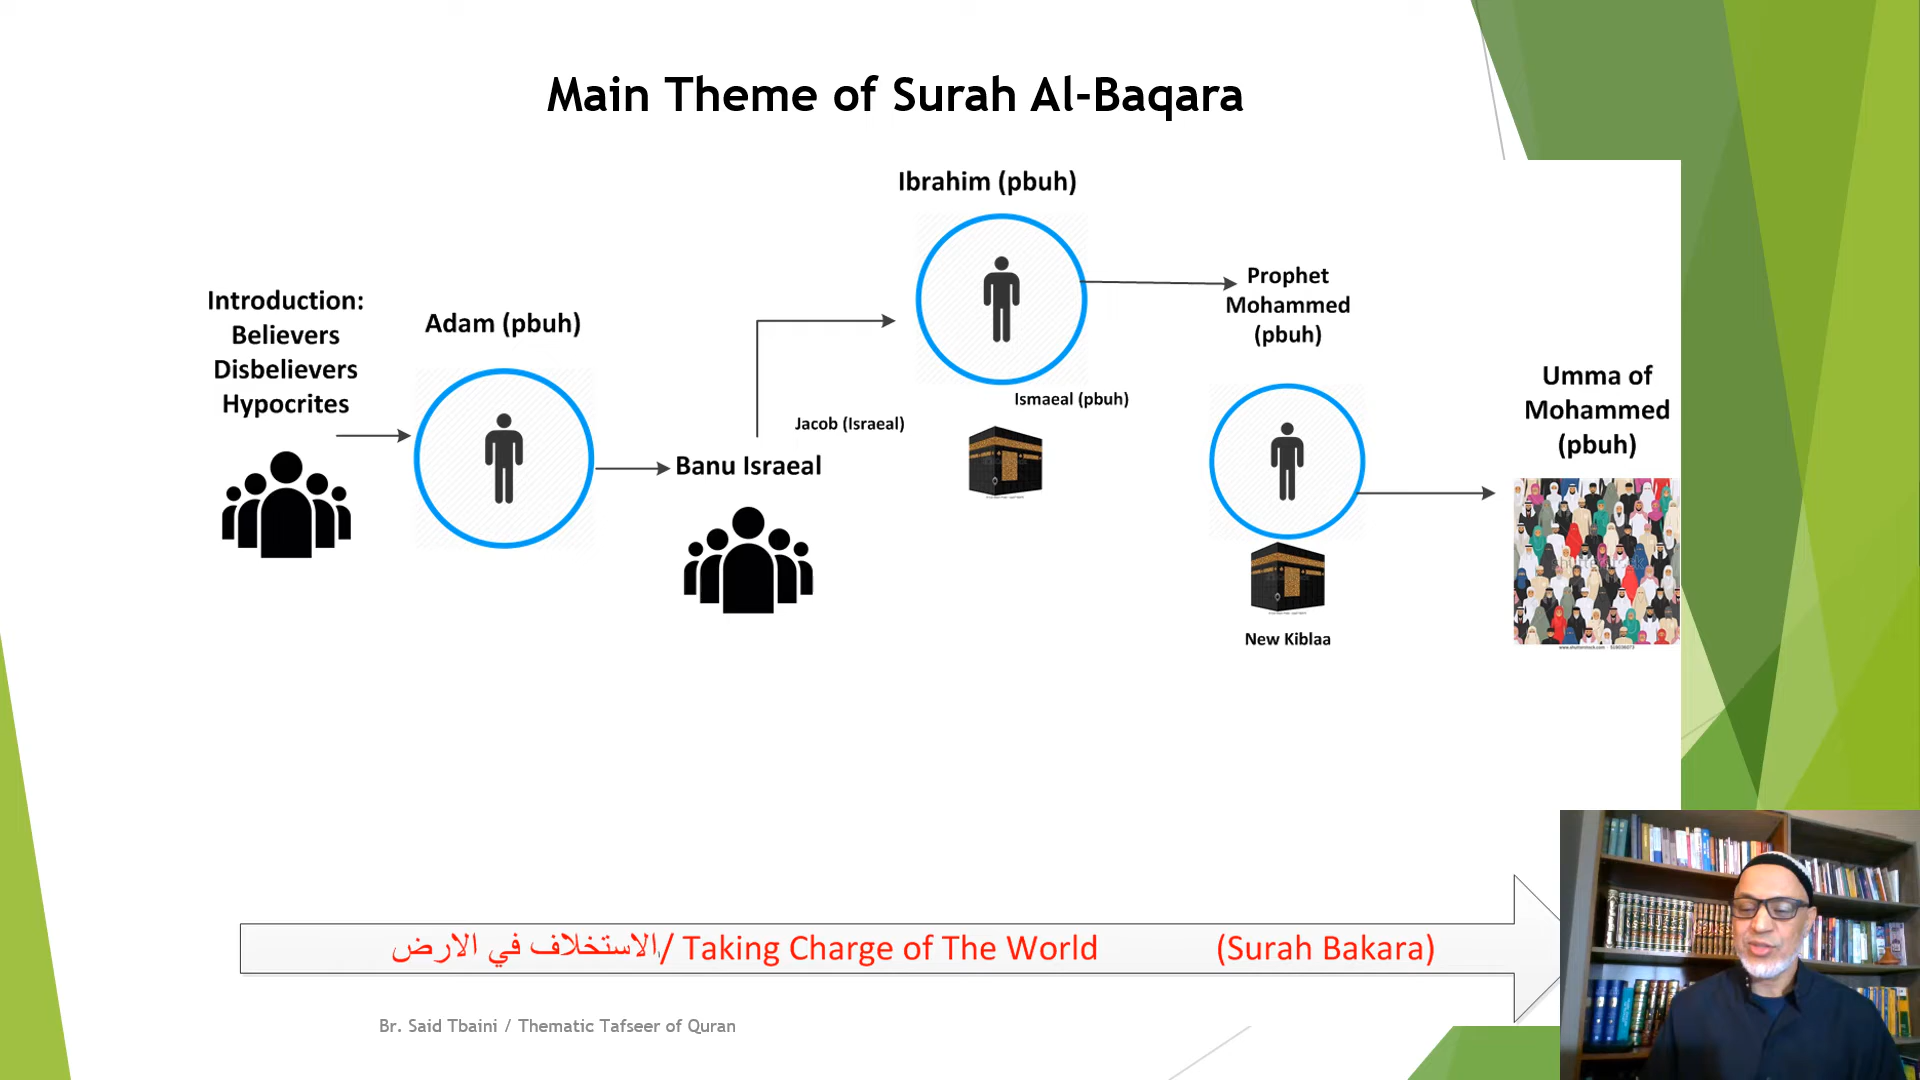 Main Theme of Surah Al-Baqara
Introduction:
Believers
Disbelievers
Hypocrites
Adam (pbuh)
Banu Israeal
Jacob (Israeal)
Ibrahim (pbuh)
Ismaeal (pbuh)
Prophet
Mohammed
(pbuh)
New Kiblaa
Umma of
Mohammed
(pbuh)
الاستخلاف في الارض/ Taking Charge of The World (Surah Bakara)
Br. Said Tbaini / Thematic Tafseer of Quran